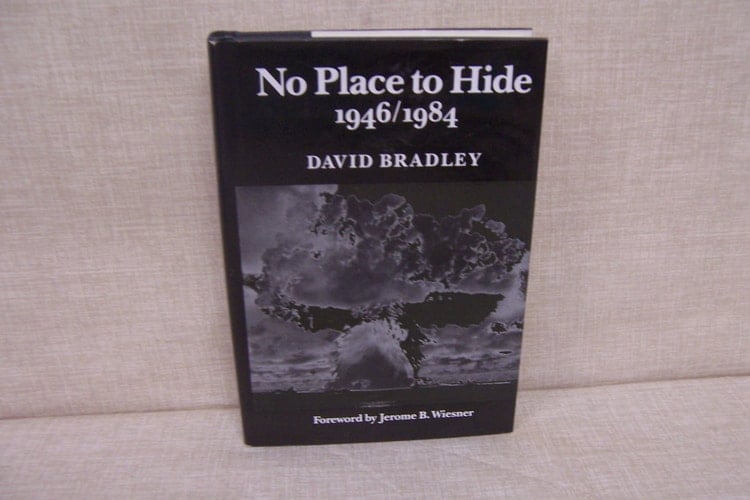 No Place to Hide
1946/1984
DAVID BRADLEY
Foreword by Jerome B. Wiesner